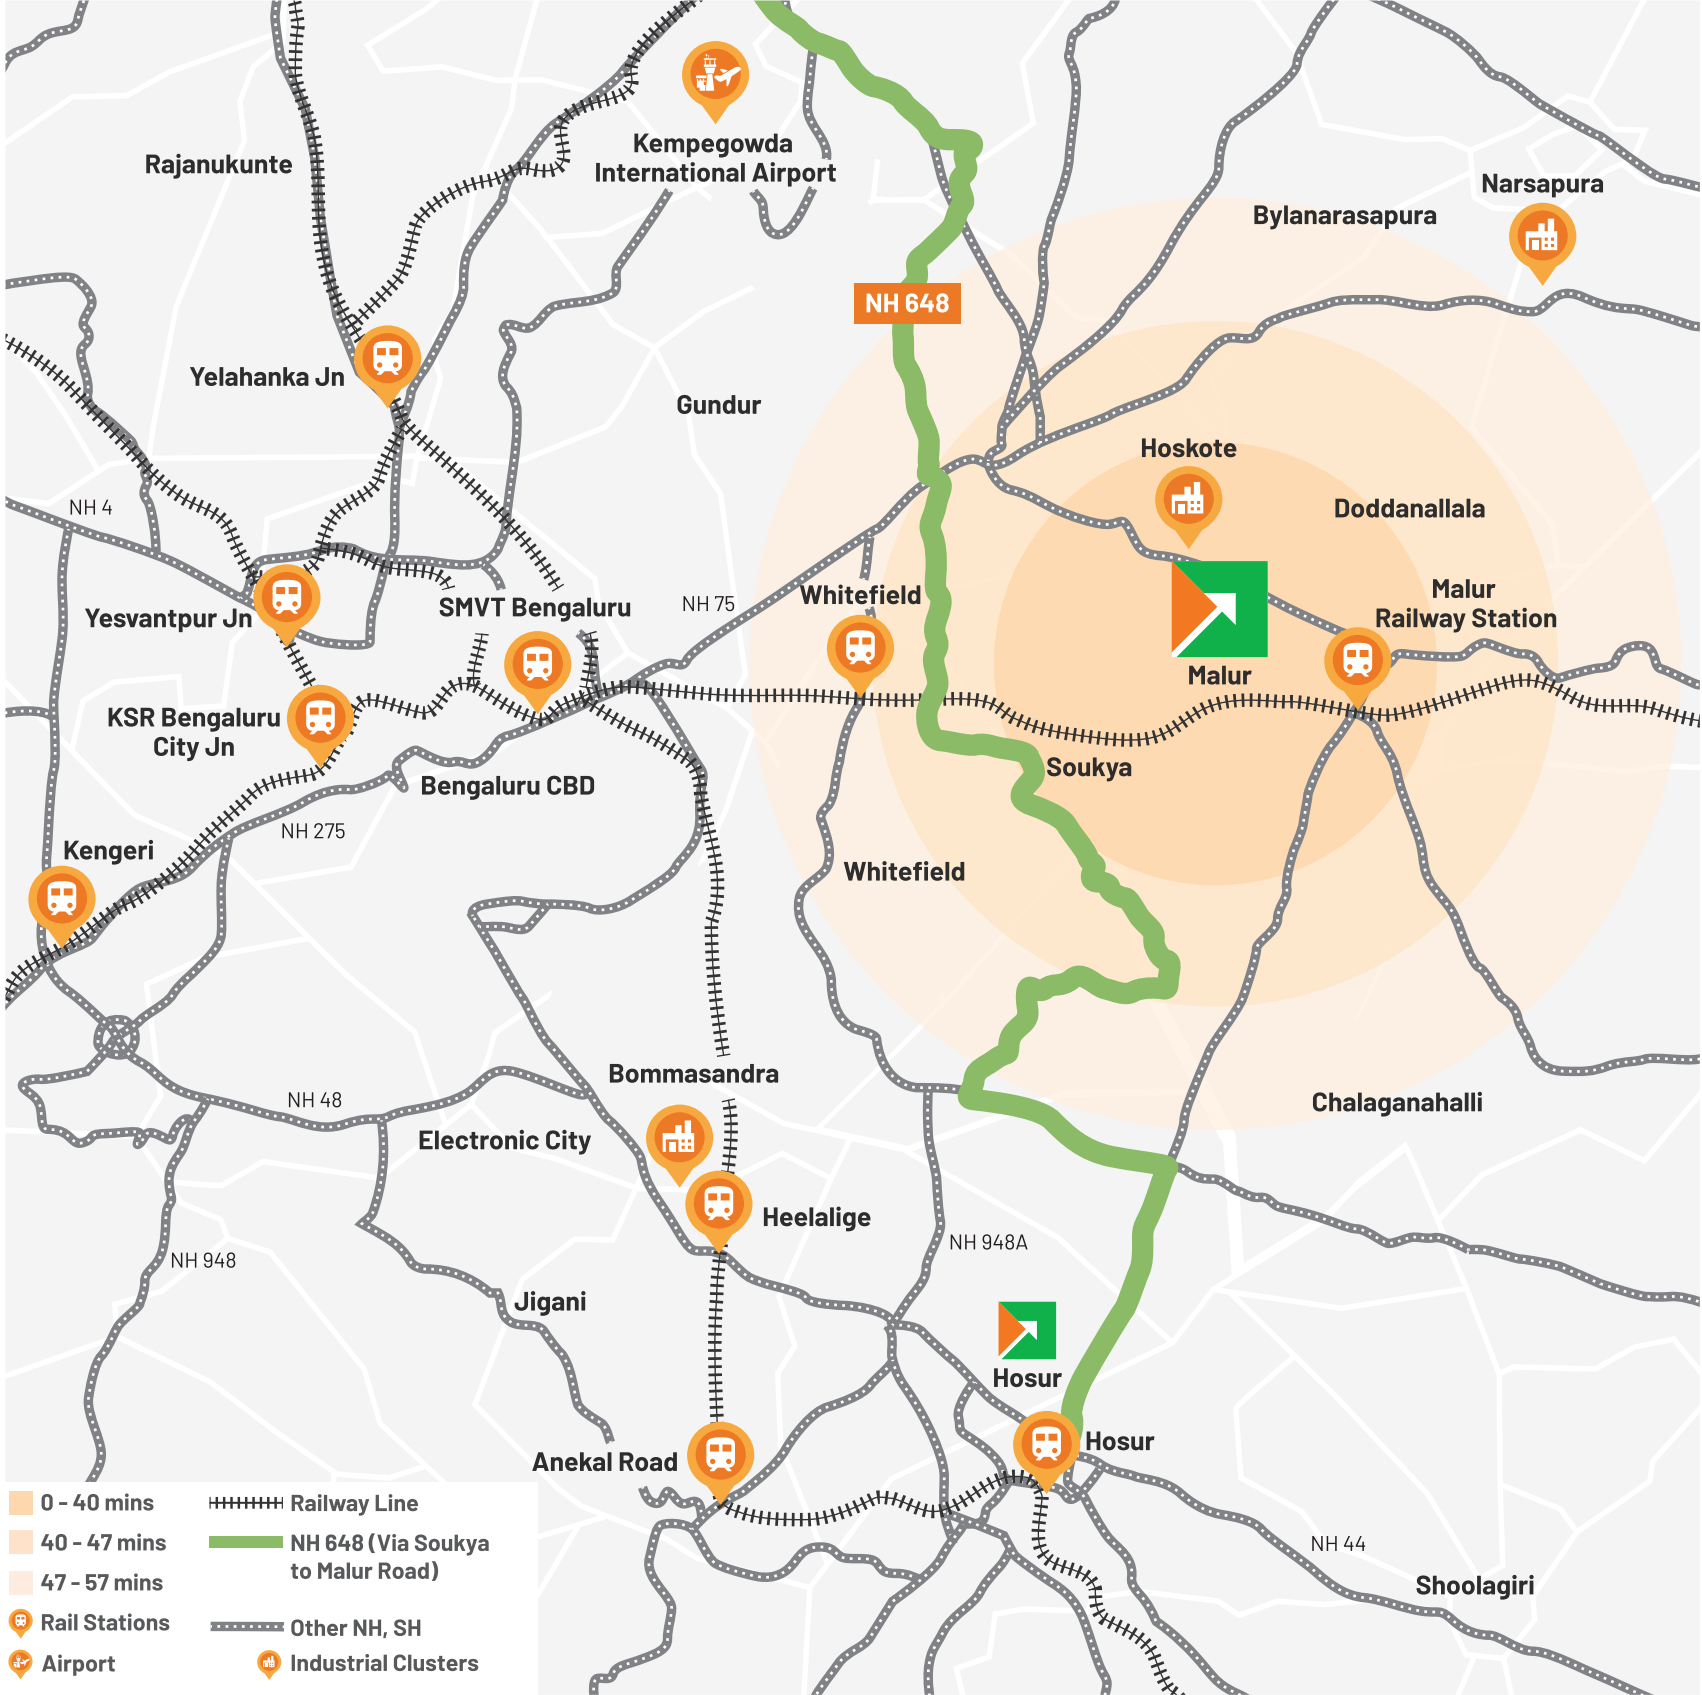 Kempegowda
International Airport
Rajanukunte
Narsapura
Bylanarasapura
NH 648
Yelahanka Jn
Gundur
Hoskote
NH 4
Doddanallala
Whitefield
Malur
Railway Station
SMVT Bengaluru
NH 75
Yesvantpur Jn
Malur
KSR Bengaluru
City Jn
Soukya
Bengaluru CBD
NH 275
Kengeri
Whitefield
Bommasandra
NH 48
Chalaganahalli
Electronic City
Heelalige
NH 948A
NH 948
Jigani
Hosur
Hosur
Anekal Road
NH 44
Shoolagiri
0 - 40 mins
40 - 47 mins
47 - 57 mins
Rail Stations
Airport
Railway Line
NH 648 (Via Soukya
to Malur Road)
Other NH, SH
Industrial Clusters